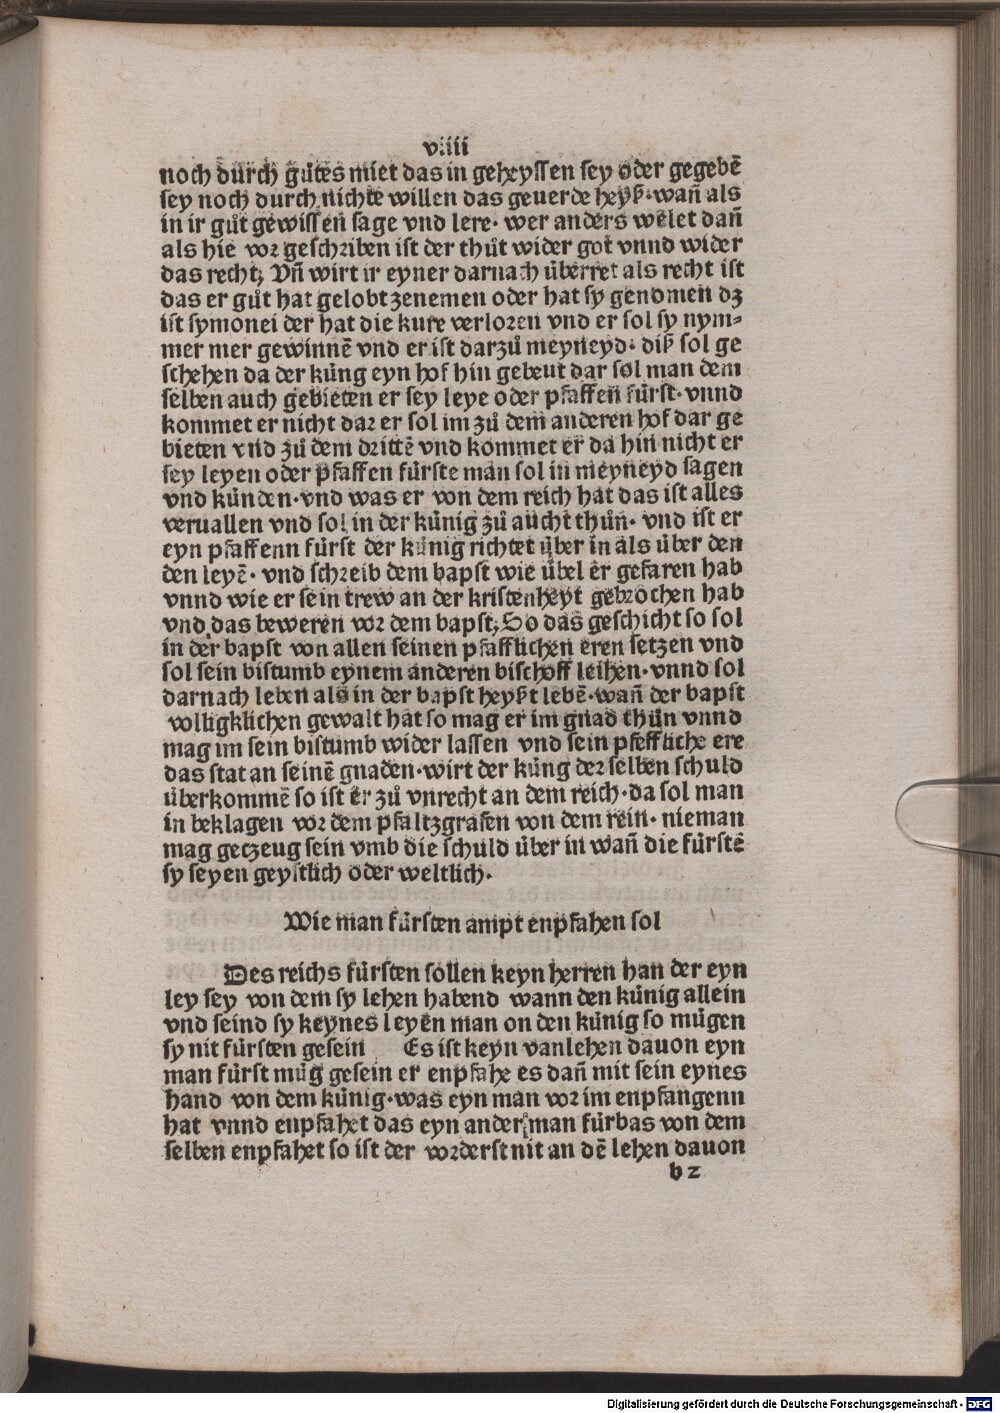 viiii
noch durch gůtes miet das in geheyssen sey oder gegebē
sey noch durch nichte willen das geuerde heyß·wañ als
in ir gůt gewissen sage vnd lere· wer anders welet dañ
als hie vor geschriben ist der thůt wider got vnnd wider
das recht; Vñ wirt ir eyner darnach überret als recht ist
das er gůt hat gelobt zenemen oder hat sy genomen dz
ist symonei der hat die kure verloren vnd er sol sy nym⸗
mer mer gewinnē vnd er ist darzů meyneyd· diß sol ge
schehen da der küng eyn hof hin gebeut dar sol man dem
selben auch gebieten er sey leye oder pfaffen fürst· vnnd
kommet er nicht dar er sol im zů dem anderen hof dar ge
bieten vnd zů dem drittē vnd kommet er da hin nicht er
sey leyen oder pfaffen fürste man sol in meyneyd sagen
vnd künden·vnd was er von dem reich hat das ist alles
veruallen vnd sol in der künig zů aucht thůn· vnd ist er
eyn pfaffenn fürst der künig richtet über in als über den
den leyē· vnd schreib dem bapst wie übel er gefaren hab
vnnd wie er sein trew an der kristenheyt gebrochen hab
vnd das beweren vor dem bapst; So das geschicht so sol
in der bapst von allen seinen pfafflichen eren setzen vnd
sol sein bistumb eynem anderen bischoff leihen·vnnd sol
darnach leben als in der bapst heyßt lebē·wañ der bapst
volligklichen gewalt hat so mag er im gnad thůn vnnd
mag im sein bistumb wider lassen vnd sein pfeffliche ere
das stat an seinē gnaden·wirt der küng der selben schuld
überkommē so ist er zů vnrecht an dem reich·da sol man
in beklagen vor dem pfaltzgrafen von dem rein· nieman
mag geczeug sein vmb die schuld über in wañ die fürstē
sy seyen geystlich oder weltlich·
Wie man fürsten ampt enpfahen sol
Des reichs fürsten sollen keyn herren han der eyn
ley sey von dem sy lehen habend wann den künig allein
vnd seind sy keynes leyen man on den künig so mügen
sy nit fürsten gesein Es ist keyn vanlehen dauon eyn
man fürst müg gesein er enpfahe es dañ mit sein eynes
hand von dem künig·was eyn man vor im enpfangenn
hat vnnd enpfahet das eyn ander man fürbas von dem
selben enpfahet so ist der vorderst nit an dē lehen dauon
b 2
Digitalisierung gefördert durch die Deutsche Forschungsgemeinschaft - DFG